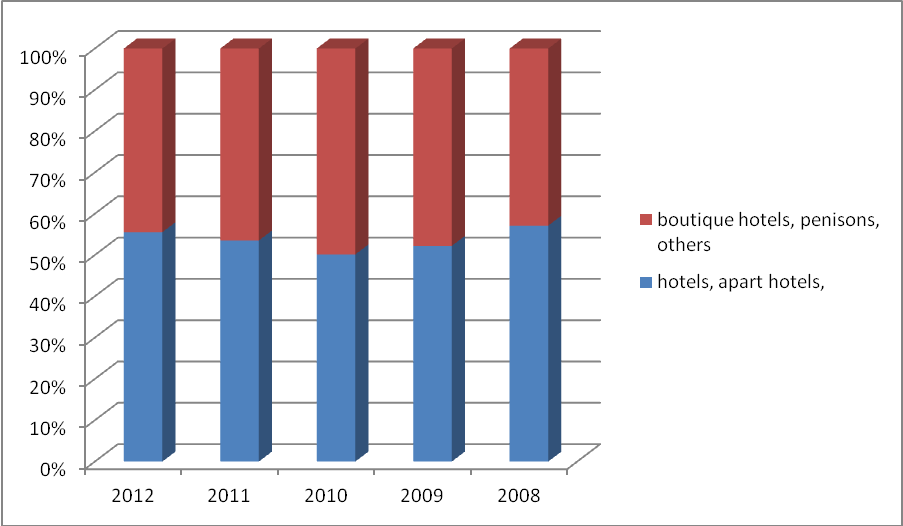 100%
90%
80%
70%
60%
50%
40%
30%
20%
10%
0%
2012 2011 2010 2009 2008
boutique hotels, penisons,
others
hotels, apart hotels,